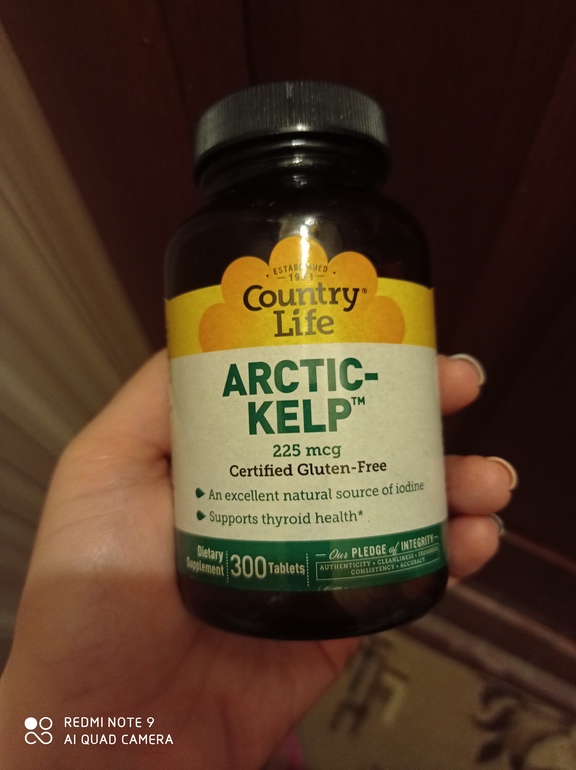 ESTABLISHED
1971
Country®
Life
ARCTIC-
KELP™
225 mcg
Certified Gluten-Free
An excellent natural source of iodine
Supports thyroid health*
Dietary
Supplement
300 Tablets
Our PLEDGE of INTEGRITY
AUTHENTICITY • CLEANLINESS •
CONSISTENCY • ACCURACY
REDMI NOTE 9
AI QUAD CAMERA